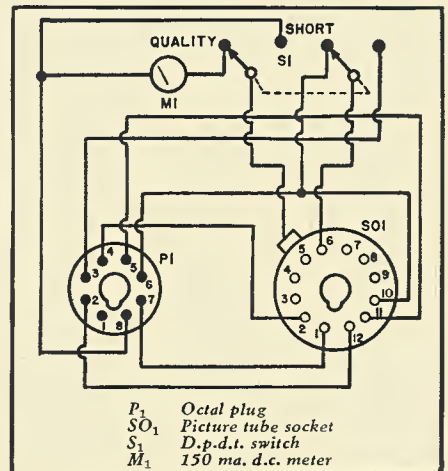 QUALITY SHORT
S1
M1
P1
4 5
3 6
2 7
1 8
SO1
5 6 7
4 8
3 9
2 10
1 12 11
P1 Octal plug
SO1 Picture tube socket
S1 D.p.d.t. switch
M1 150 ma. d.c. meter